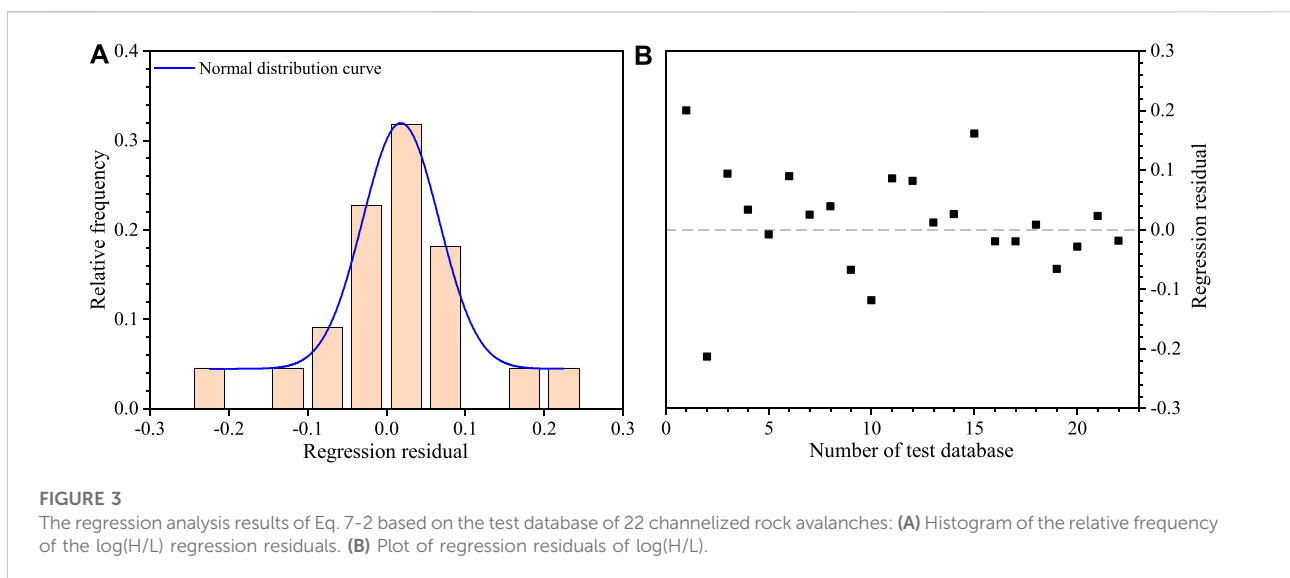 A
B
Normal distribution curve
0.4
0.3
0.2
0.1
0.0
Relative frequency
-0.3 -0.2 -0.1 0.0 0.1 0.2 0.3
Regression residual
0.3
0.2
0.1
0.0
-0.1
-0.2
-0.3
Regression residual
0 5 10 15 20
Number of test database
FIGURE 3
The regression analysis results of Eq. 7-2 based on the test database of 22 channelized rock avalanches: (A) Histogram of the relative frequency
of the log(H/L) regression residuals. (B) Plot of regression residuals of log(H/L).